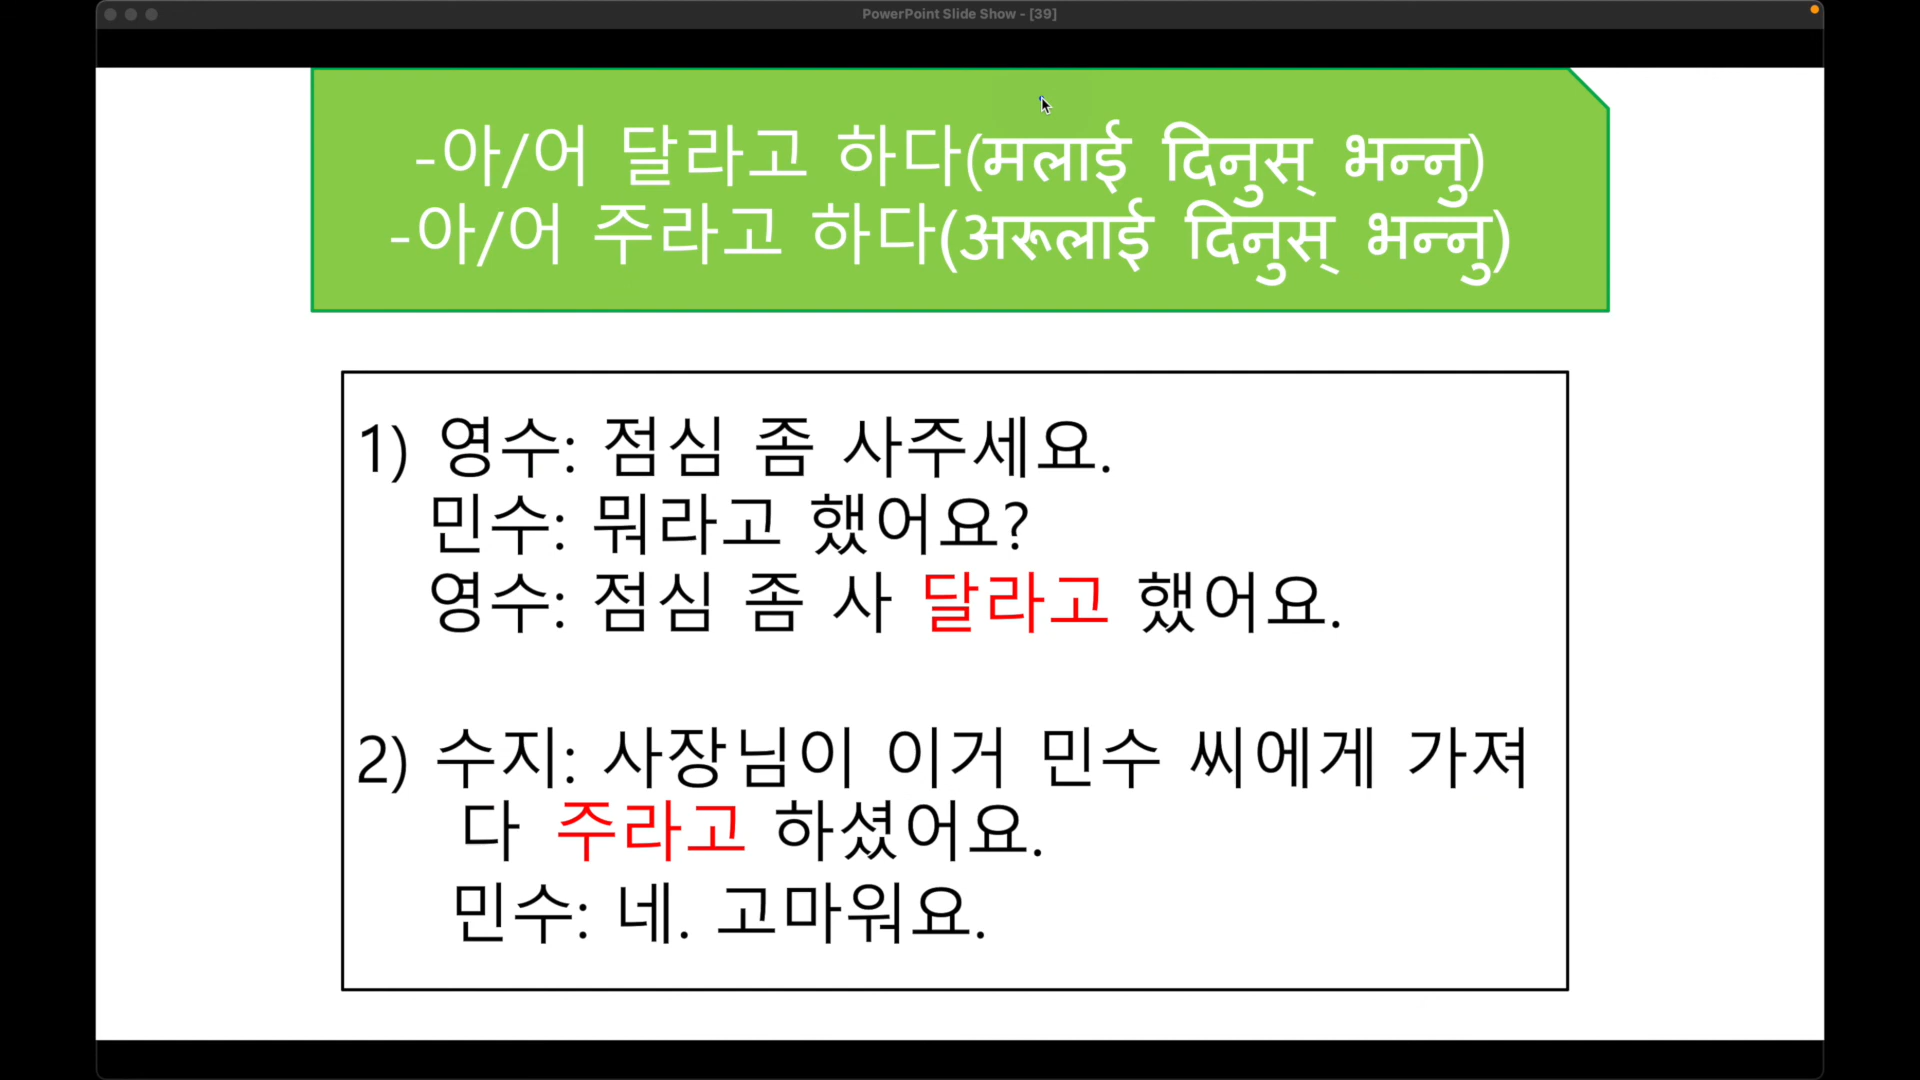 PowerPoint Slide Show - [39]
-아/어 달라고 하다(मलाई दिनुस् भन्नु)
-아/어 주라고 하다(अरूलाई दिनुस् भन्नु)
1) 영수: 점심 좀 사주세요.
민수: 뭐라고 했어요?
영수: 점심 좀 사 달라고 했어요.
2) 수지: 사장님이 이거 민수 씨에게 가져
다 주라고 하셨어요.
민수: 네. 고마워요.